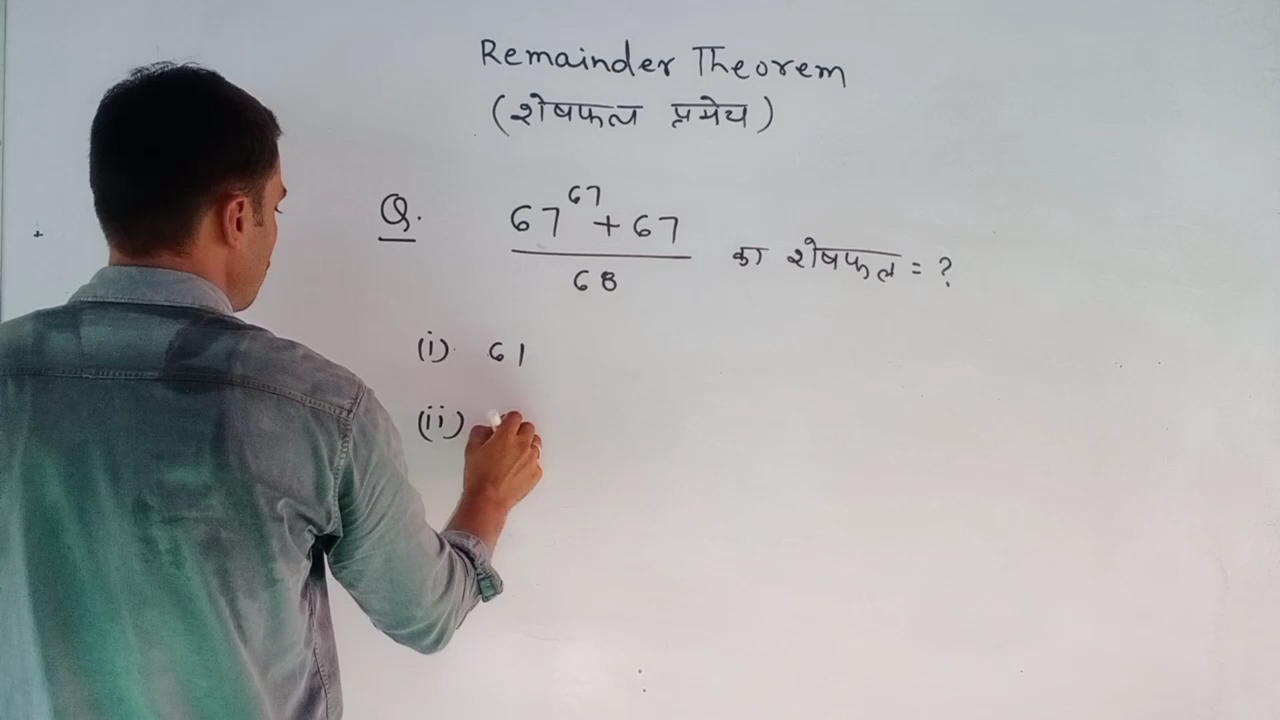 Remainder Theorem
(शेषफल प्रमेय)
Q. (67^67 + 67)/68 का शेषफल = ?
(i) 61
(ii)